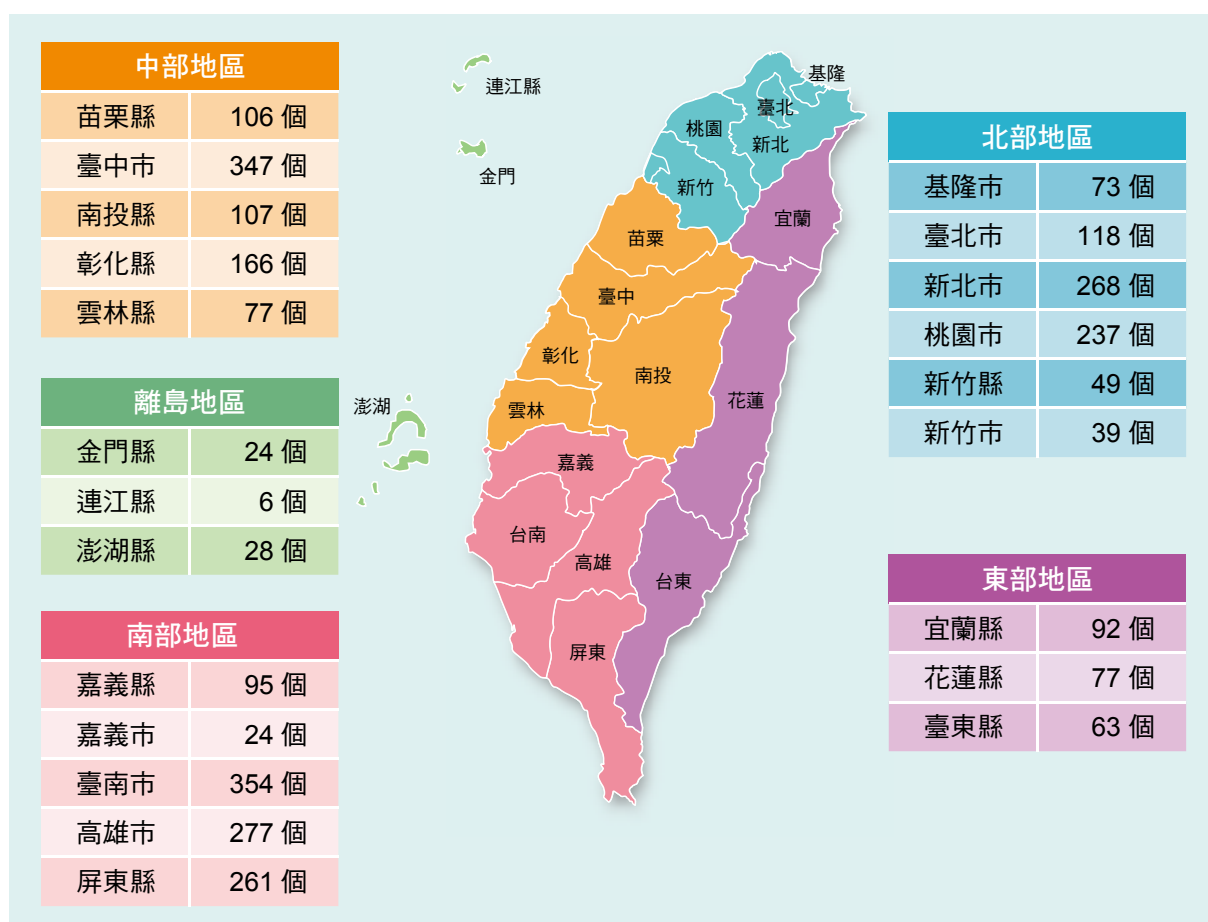 中部地區
苗栗縣 106 個
臺中市 347 個
南投縣 107 個
彰化縣 166 個
雲林縣 77 個
離島地區
金門縣 24 個
連江縣 6 個
澎湖縣 28 個
南部地區
嘉義縣 95 個
嘉義市 24 個
臺南市 354 個
高雄市 277 個
屏東縣 261 個
連江縣
金門
澎湖
基隆
臺北
桃園
新北
新竹
宜蘭
苗栗
臺中
彰化
南投
花蓮
雲林
嘉義
台南
高雄
台東
屏東
北部地區
基隆市 73 個
臺北市 118 個
新北市 268 個
桃園市 237 個
新竹縣 49 個
新竹市 39 個
東部地區
宜蘭縣 92 個
花蓮縣 77 個
臺東縣 63 個